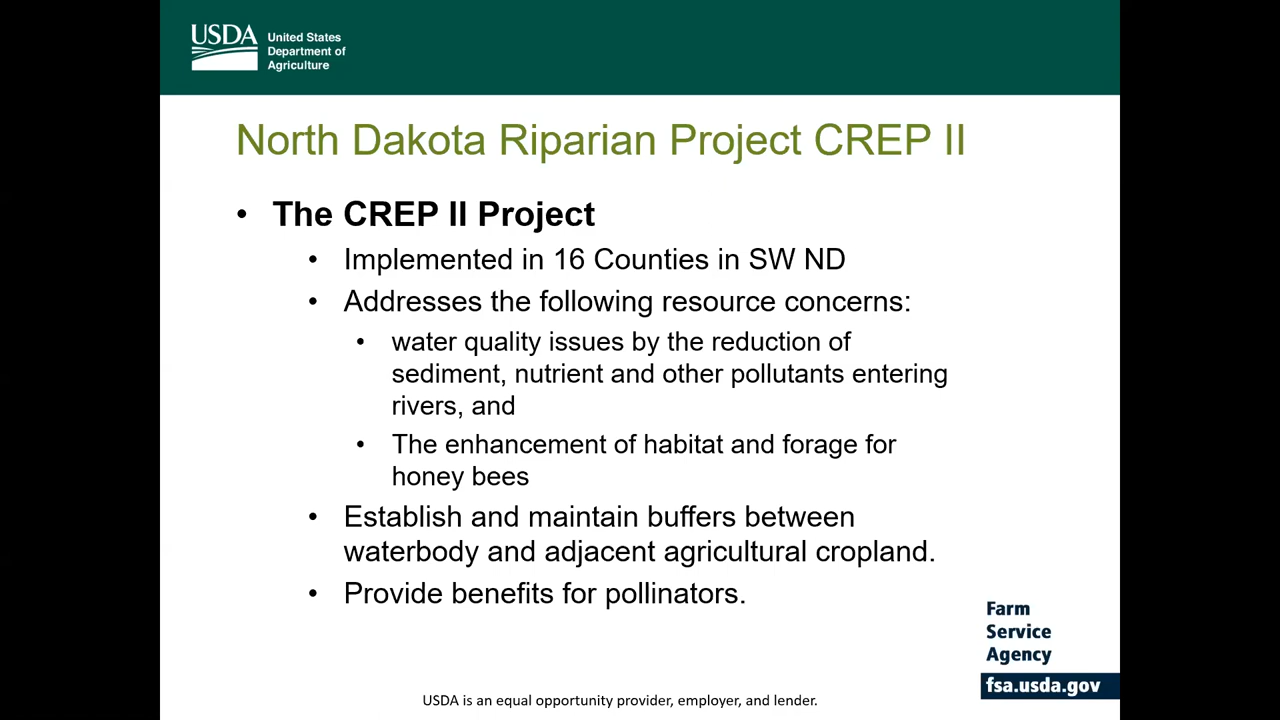 USDA
United States
Department of
Agriculture
North Dakota Riparian Project CREP II
• The CREP II Project
• Implemented in 16 Counties in SW ND
• Addresses the following resource concerns:
• water quality issues by the reduction of
sediment, nutrient and other pollutants entering
rivers, and
• The enhancement of habitat and forage for
honey bees
• Establish and maintain buffers between
waterbody and adjacent agricultural cropland.
• Provide benefits for pollinators.
Farm
Service
Agency
fsa.usda.gov
USDA is an equal opportunity provider, employer, and lender.